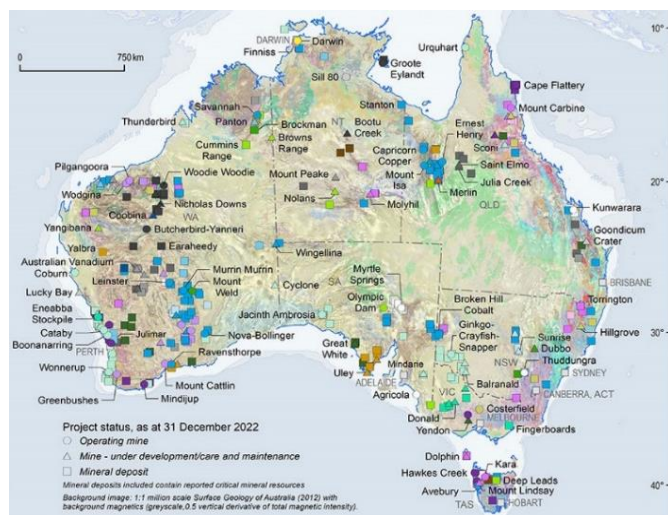 DARWIN
Darwin
Finniss
Sill 80
Groote
Eylandt
Urquhart
10°
0
750 km
Cape Flattery
Mount Carbine
Savannah
Panton
Thunderbird
Brockman
Browns
Range
Cummins
Range
NT
Bootu
Creek
Stanton
Capricorn
Copper
Mount
Isa
Ernest
Henry
Sconi
Saint Elmo
Julia Creek
Merlin
QLD
20°
Pilgangoora
Woodie Woodie
Wodgina
Nicholas Downs
Coobina
WA
Yangibana
Butcherbird-Yanneri
Yalbra
Earaheedy
Mount Peake
Nolans
Molyhil
Kunwarara
Goondicum
Crater
Australian Vanadium
Coburn
Leinster
Murrin Murrin
Mount
Weld
Wingellina
Cyclone
SA
Myrtle
Springs
Olympic
Dam
Broken Hill
Cobalt
BRISBANE
Torrington
Hillgrove
30°
Lucky Bay
Eneabba
Stockpile
Cataby
Boonanarring
Julimar
PERTH
Wonnerup
Greenbushes
Mindijup
Mount Cattlin
Ravensthorpe
Nova-Bollinger
Jacinth Ambrosia
Great
White
Uley
ADELAIDE
Mindarie
Agricola
Ginkgo-
Crayfish-
Snapper
NSW
Sunrise
Dubbo
Thuddungra
SYDNEY
CANBERRA, ACT
Balranald
VIC
Donald
Yendon
MELBOURNE
Costerfield
Fingerboards
Dolphin
Hawkes Creek
Kara
Deep Leads
Avebury
Mount Lindsay
TAS
HOBART
40°
Project status, as at 31 December 2022
Operating mine
Mine - under development/care and maintenance
Mineral deposit
Mineral deposits included contain reported critical mineral resources
Background image: 1:1 million scale Surface Geology of Australia (2012) with
background magnetics (greyscale,0.5 vertical derivative of total magnetic intensity).